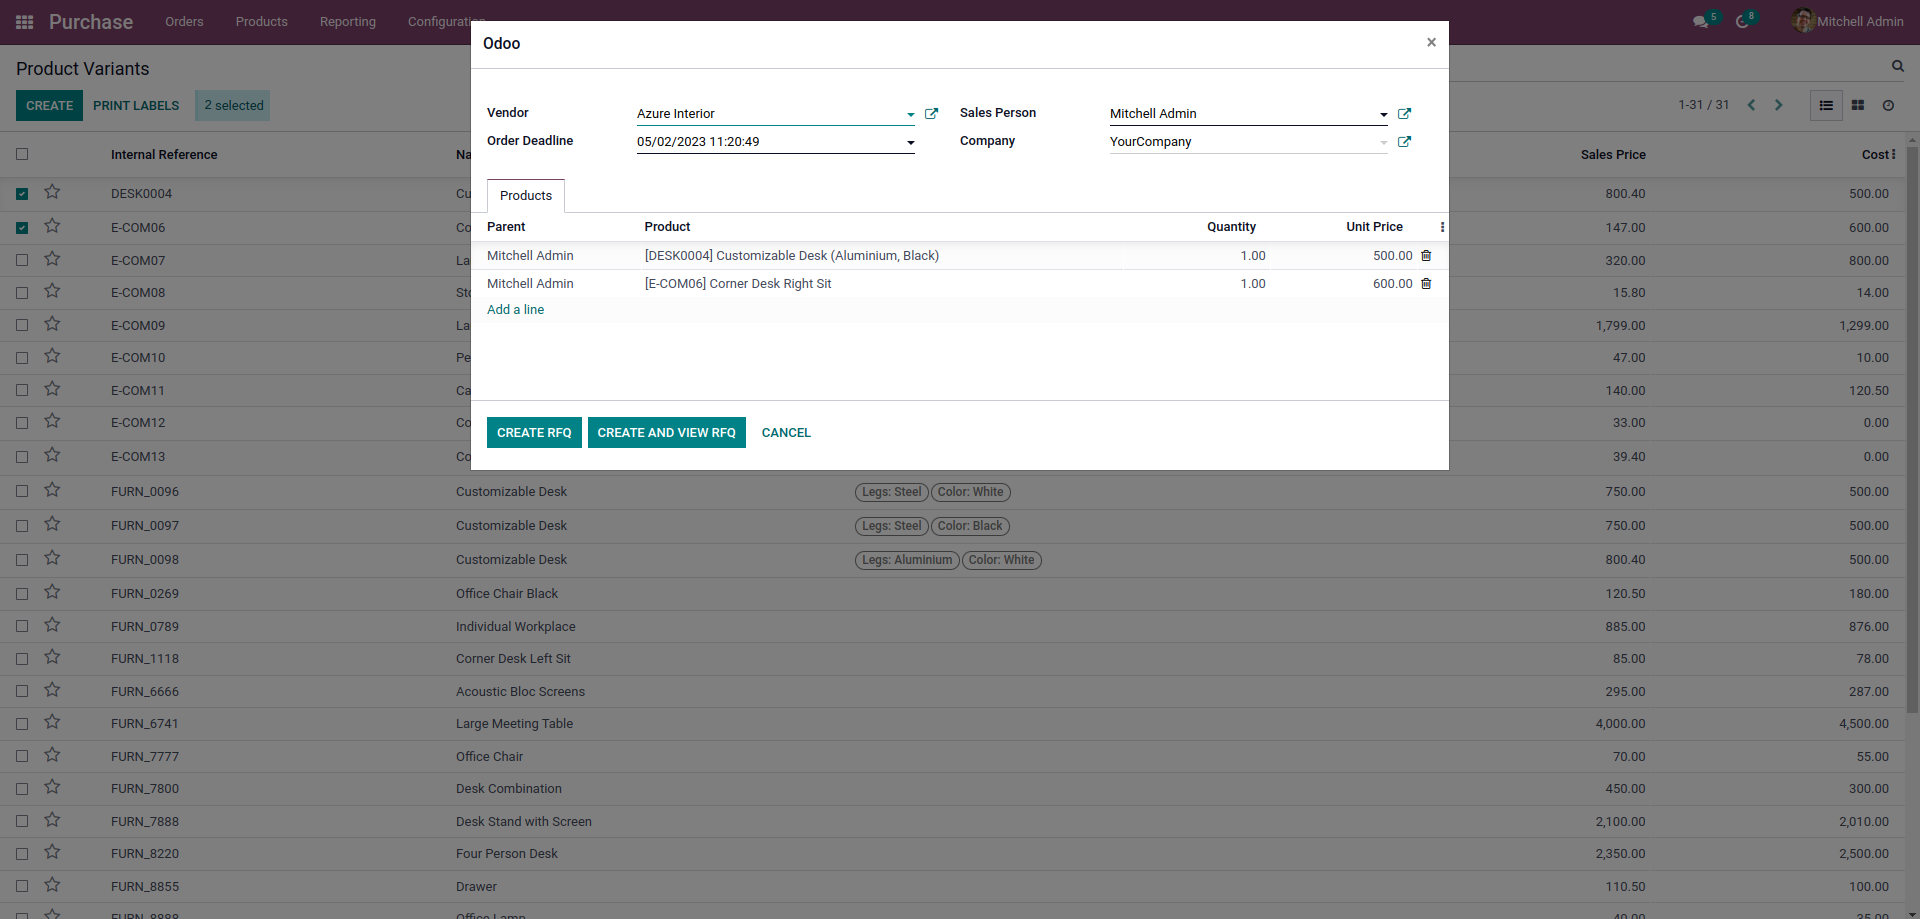 Purchase Orders Products Reporting Configuratio 5 8 Mitchell Admin
Odoo ×
Product Variants
CREATE PRINT LABELS 2 selected 1-31 / 31
Vendor Azure Interior Sales Person Mitchell Admin
Order Deadline 05/02/2023 11:20:49 Company YourCompany
Products
Parent Product Quantity Unit Price
Mitchell Admin [DESK0004] Customizable Desk (Aluminium, Black) 1.00 500.00
Mitchell Admin [E-COM06] Corner Desk Right Sit 1.00 600.00
Add a line
CREATE RFQ CREATE AND VIEW RFQ CANCEL
Internal Reference Na Sales Price Cost
DESK0004 Cu 800.40 500.00
E-COM06 Co 147.00 600.00
E-COM07 La 320.00 800.00
E-COM08 Sto 15.80 14.00
E-COM09 La 1,799.00 1,299.00
E-COM10 Pe 47.00 10.00
E-COM11 Ca 140.00 120.50
E-COM12 Co 33.00 0.00
E-COM13 Co 39.40 0.00
FURN_0096 Customizable Desk Legs: Steel Color: White 750.00 500.00
FURN_0097 Customizable Desk Legs: Steel Color: Black 750.00 500.00
FURN_0098 Customizable Desk Legs: Aluminium Color: White 800.40 500.00
FURN_0269 Office Chair Black 120.50 180.00
FURN_0789 Individual Workplace 885.00 876.00
FURN_1118 Corner Desk Left Sit 85.00 78.00
FURN_6666 Acoustic Bloc Screens 295.00 287.00
FURN_6741 Large Meeting Table 4,000.00 4,500.00
FURN_7777 Office Chair 70.00 55.00
FURN_7800 Desk Combination 450.00 300.00
FURN_7888 Desk Stand with Screen 2,100.00 2,010.00
FURN_8220 Four Person Desk 2,350.00 2,500.00
FURN_8855 Drawer 110.50 100.00
FURN_8888 Office Lamp 40.00 35.00